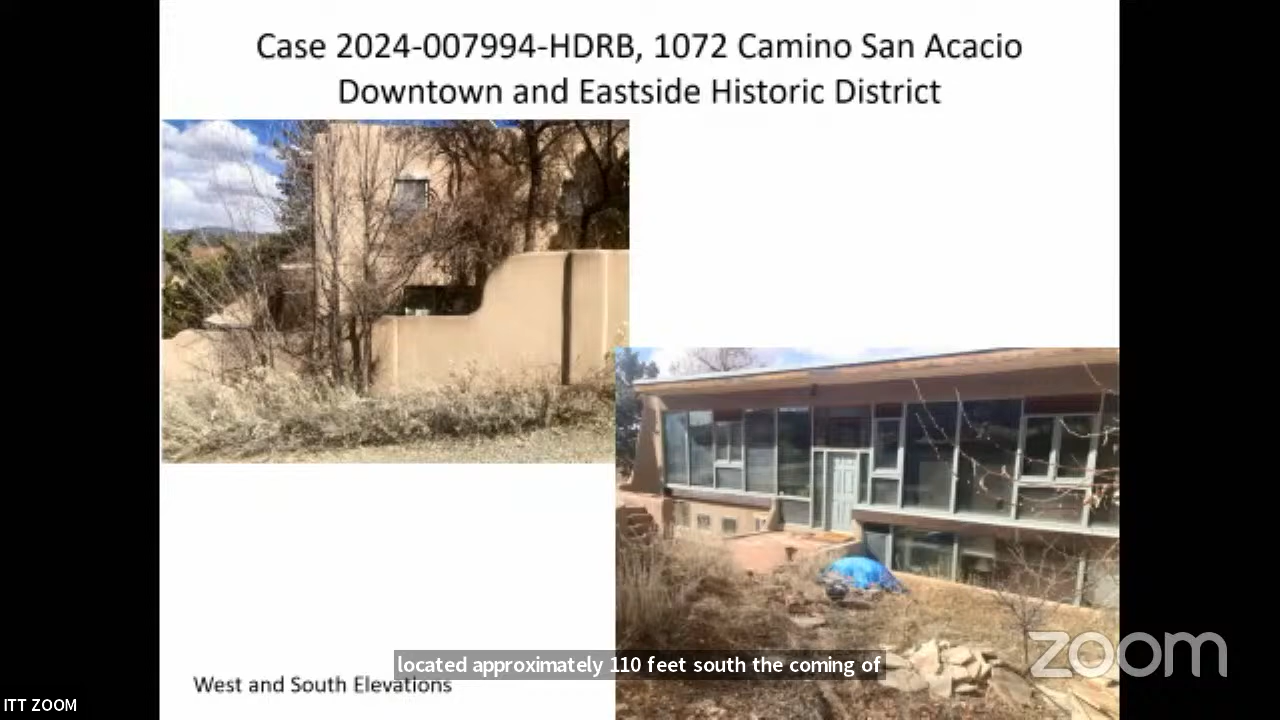 Case 2024-007994-HDRB, 1072 Camino San Acacio
Downtown and Eastside Historic District
located approximately 110 feet south the coming of
West and South Elevations
zoom
ITT ZOOM